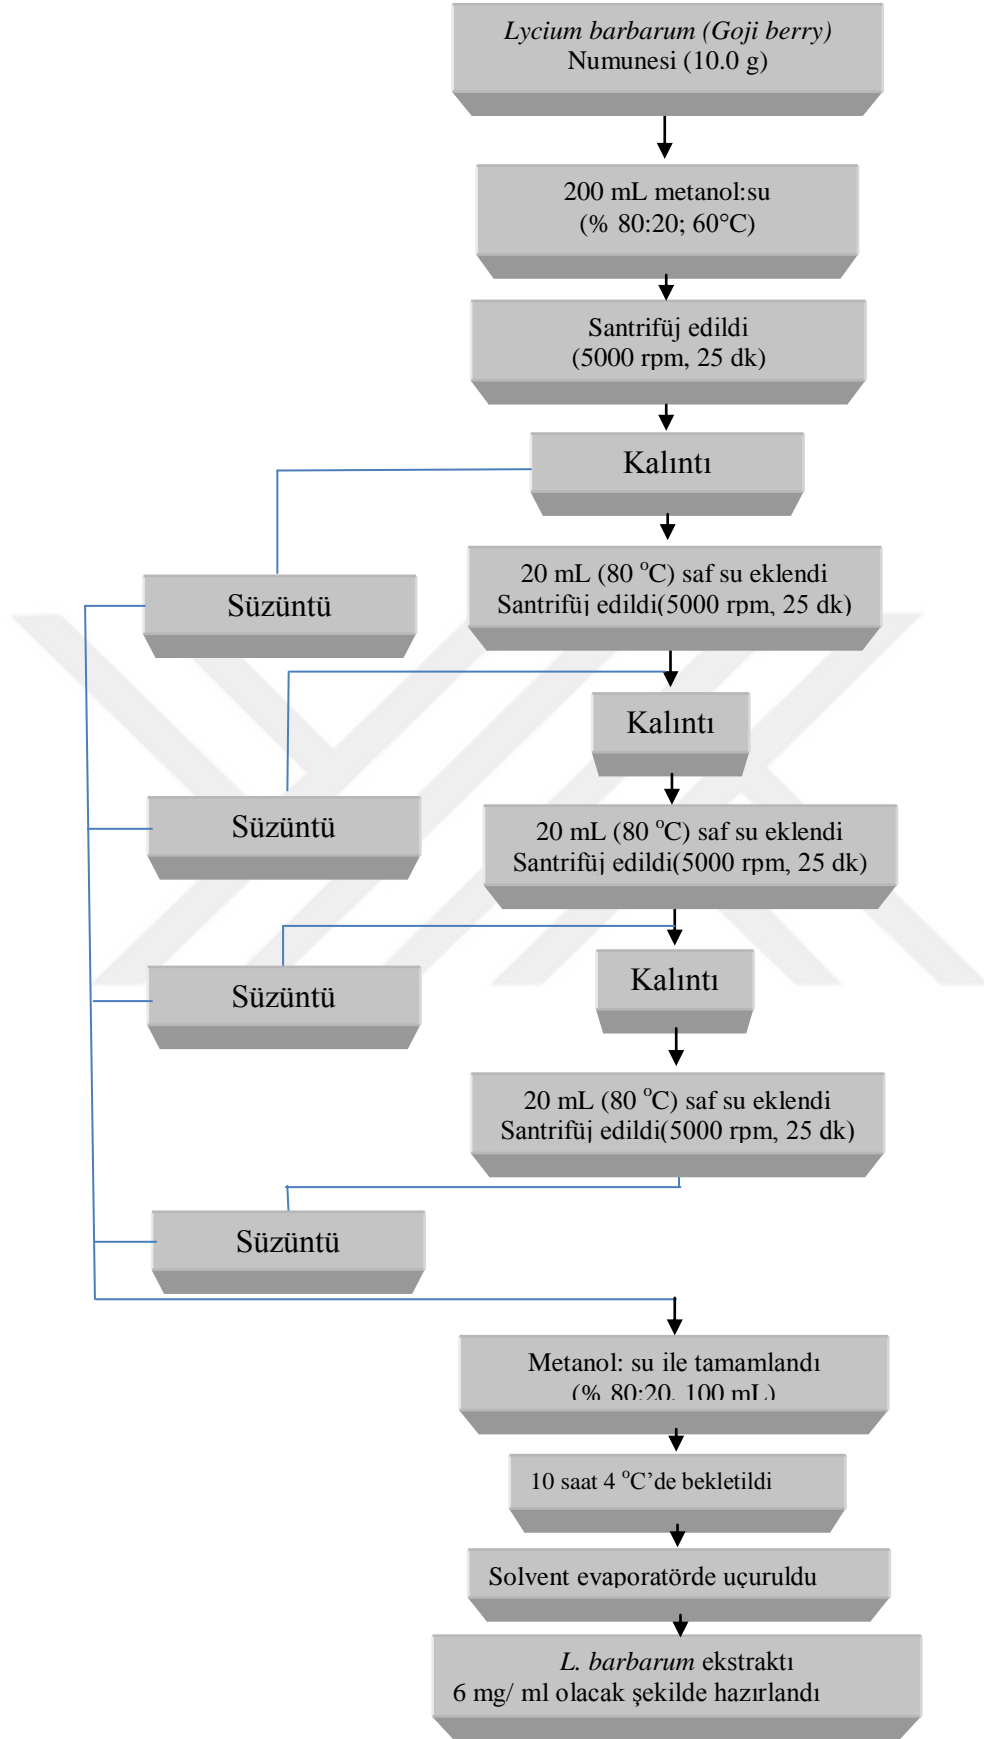 Lycium barbarum (Goji berry)
Numunesi (10.0 g)
200 mL metanol:su
(% 80:20; 60°C)
Santrifüj edildi
(5000 rpm, 25 dk)
Kalıntı
20 mL (80 °C) saf su eklendi
Santrifüj edildi(5000 rpm, 25 dk)
Süzüntü
Kalıntı
20 mL (80 °C) saf su eklendi
Santrifüj edildi(5000 rpm, 25 dk)
Süzüntü
Kalıntı
Süzüntü
20 mL (80 °C) saf su eklendi
Santrifüj edildi(5000 rpm, 25 dk)
Süzüntü
Metanol: su ile tamamlandı
(% 80:20, 100 mL)
10 saat 4 °C’de bekletildi
Solvent evaporatörde uçuruldu
L. barbarum ekstraktı
6 mg/ ml olacak şekilde hazırlandı